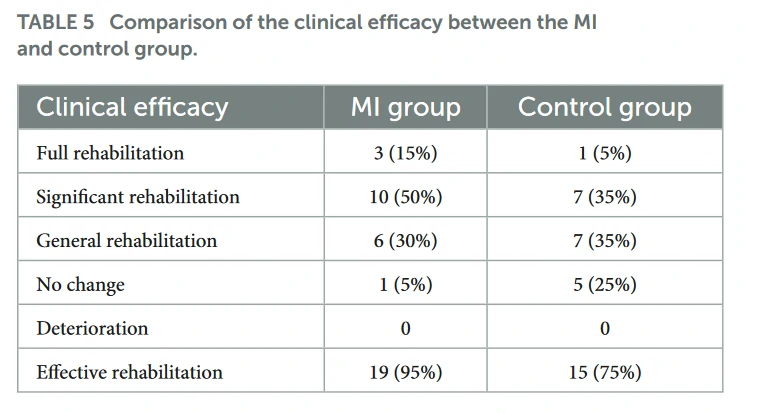 TABLE 5 Comparison of the clinical efficacy between the MI
and control group.
Clinical efficacy MI group Control group
Full rehabilitation 3 (15%) 1 (5%)
Significant rehabilitation 10 (50%) 7 (35%)
General rehabilitation 6 (30%) 7 (35%)
No change 1 (5%) 5 (25%)
Deterioration 0 0
Effective rehabilitation 19 (95%) 15 (75%)